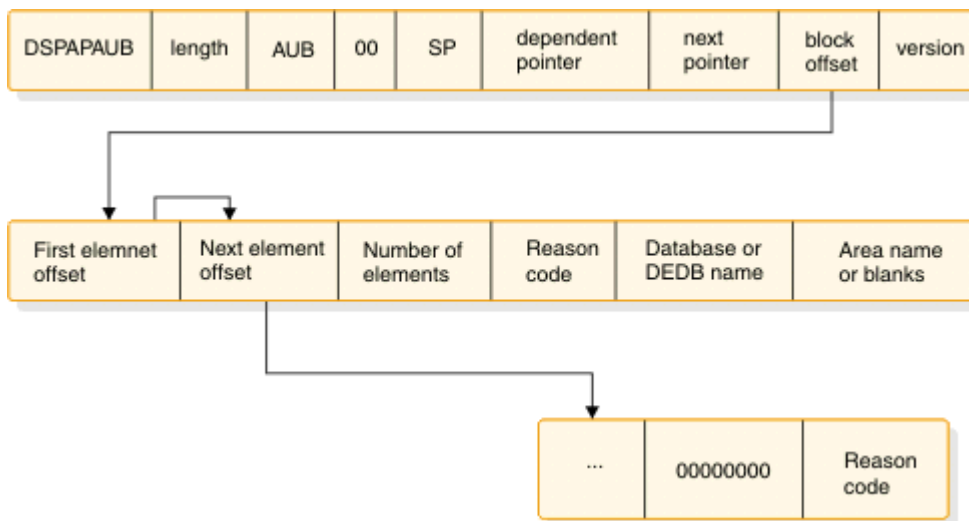 DSPAPAUB
length
AUB
00
SP
dependent
pointer
next
pointer
block
offset
version
First elemnet
offset
Next element
offset
Number of
elements
Reason
code
Database or
DEDB name
Area name
or blanks
...
00000000
Reason
code